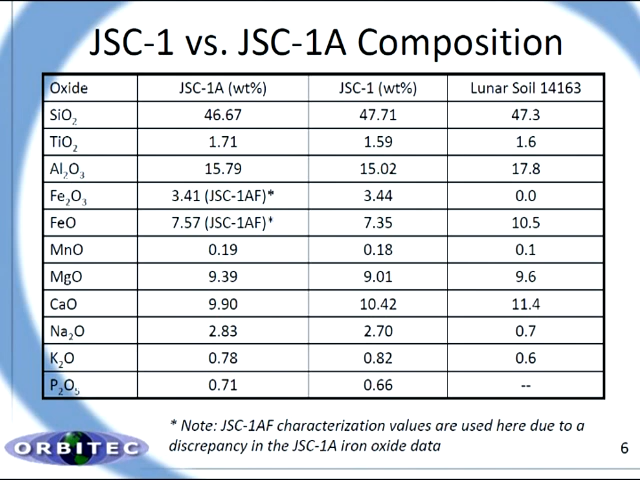 JSC-1 vs. JSC-1A Composition
Oxide JSC-1A (wt%) JSC-1 (wt%) Lunar Soil 14163
SiO₂ 46.67 47.71 47.3
TiO₂ 1.71 1.59 1.6
Al₂O₃ 15.79 15.02 17.8
Fe₂O₃ 3.41 (JSC-1AF)* 3.44 0.0
FeO 7.57 (JSC-1AF)* 7.35 10.5
MnO 0.19 0.18 0.1
MgO 9.39 9.01 9.6
CaO 9.90 10.42 11.4
Na₂O 2.83 2.70 0.7
K₂O 0.78 0.82 0.6
P₂O₅ 0.71 0.66 --
* Note: JSC-1AF characterization values are used here due to a
discrepancy in the JSC-1A iron oxide data
ORBITEC
6